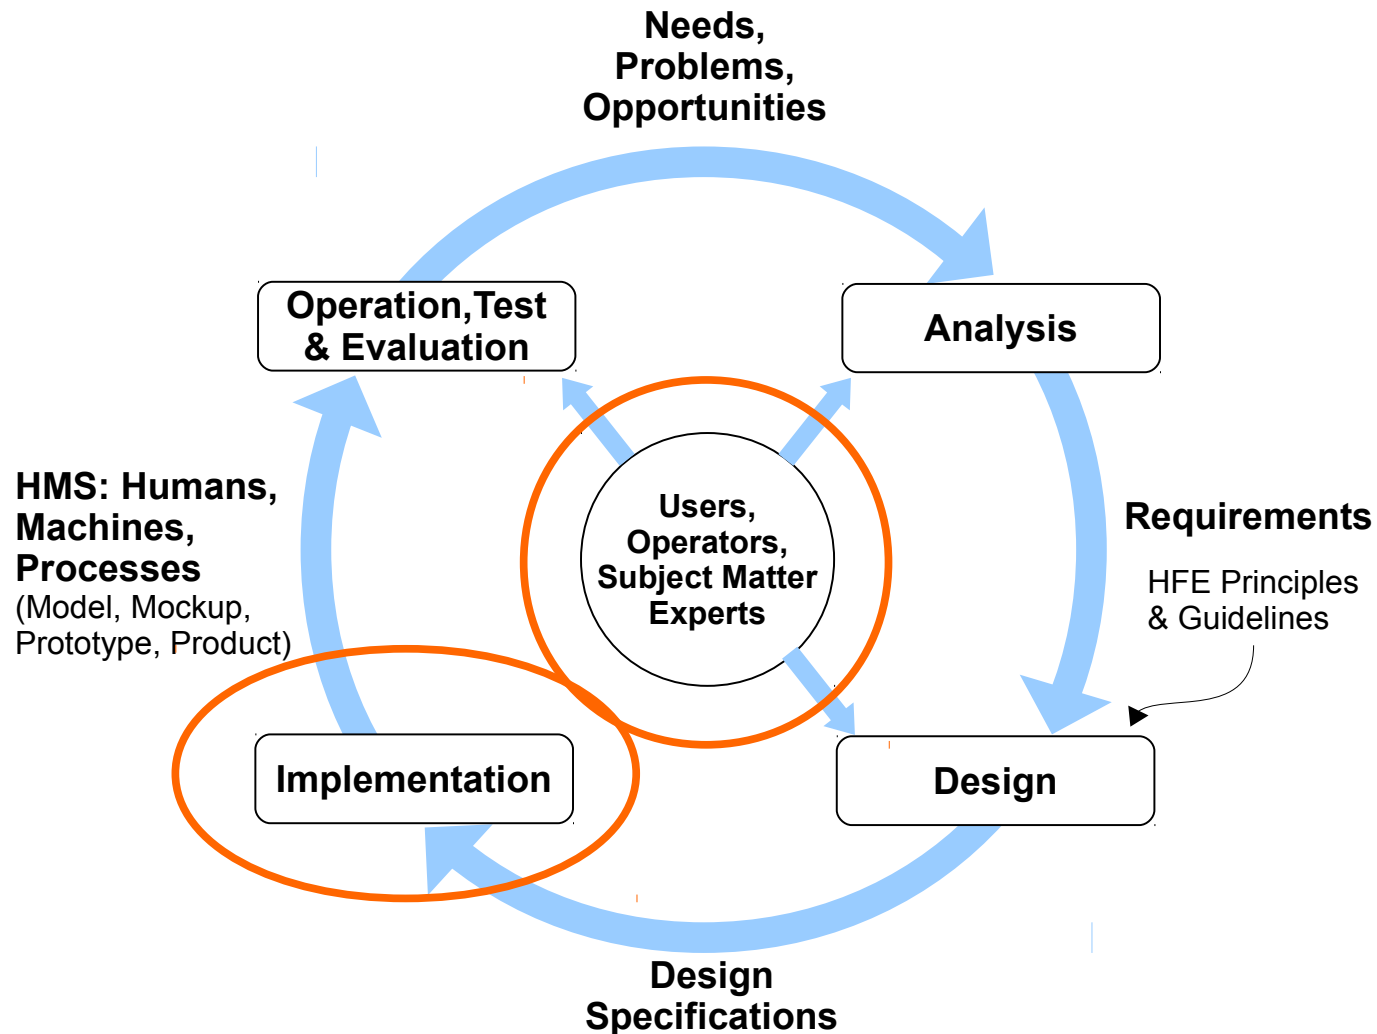 Needs,
Problems,
Opportunities
Operation,Test
& Evaluation
Analysis
HMS: Humans,
Machines,
Processes
(Model, Mockup,
Prototype, Product)
Users,
Operators,
Subject Matter
Experts
Requirements
HFE Principles
& Guidelines
Implementation
Design
Design
Specifications